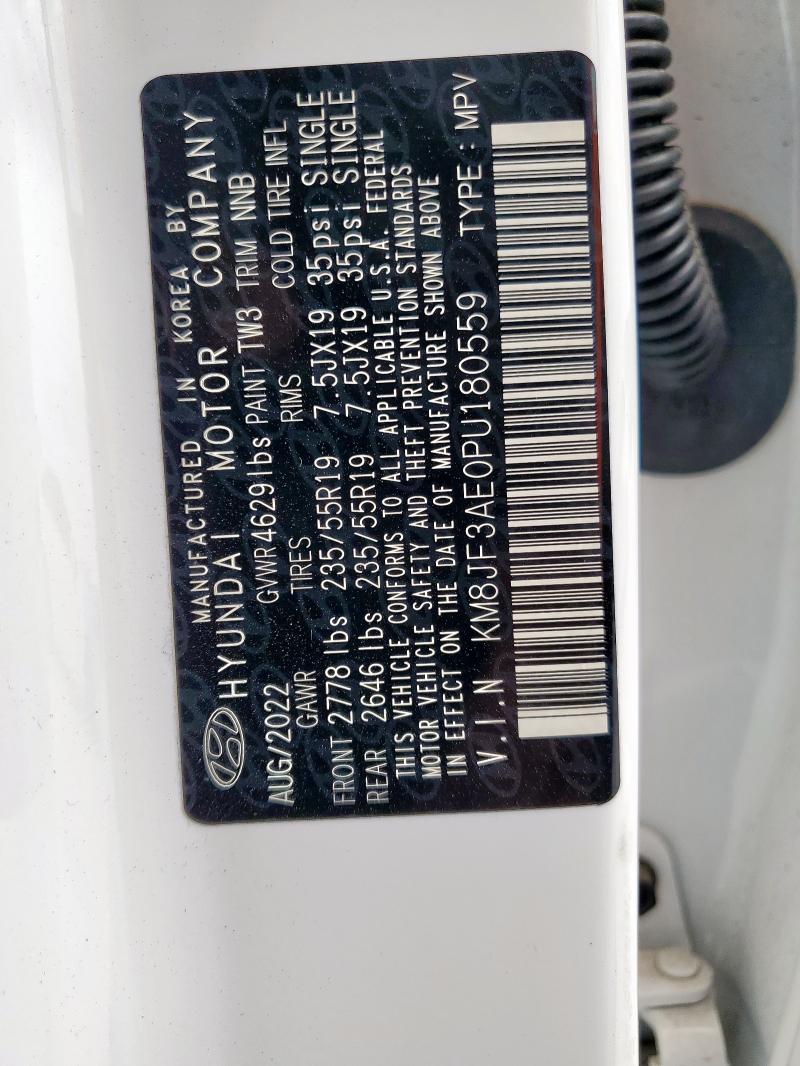 MANUFACTURED IN KOREA BY
HYUNDAI MOTOR COMPANY
AUG/2022 GVWR 4629 lbs PAINT TW3 TRIM NNB
GAWR TIRES RIMS COLD TIRE INFL
FRONT 2778 lbs 235/55R19 7.5JX19 35psi SINGLE
REAR 2646 lbs 235/55R19 7.5JX19 35psi SINGLE
THIS VEHICLE CONFORMS TO ALL APPLICABLE U.S.A. FEDERAL
MOTOR VEHICLE SAFETY AND THEFT PREVENTION STANDARDS
IN EFFECT ON THE DATE OF MANUFACTURE SHOWN ABOVE
V.I.N KM8JF3AE0PU180559 TYPE: MPV